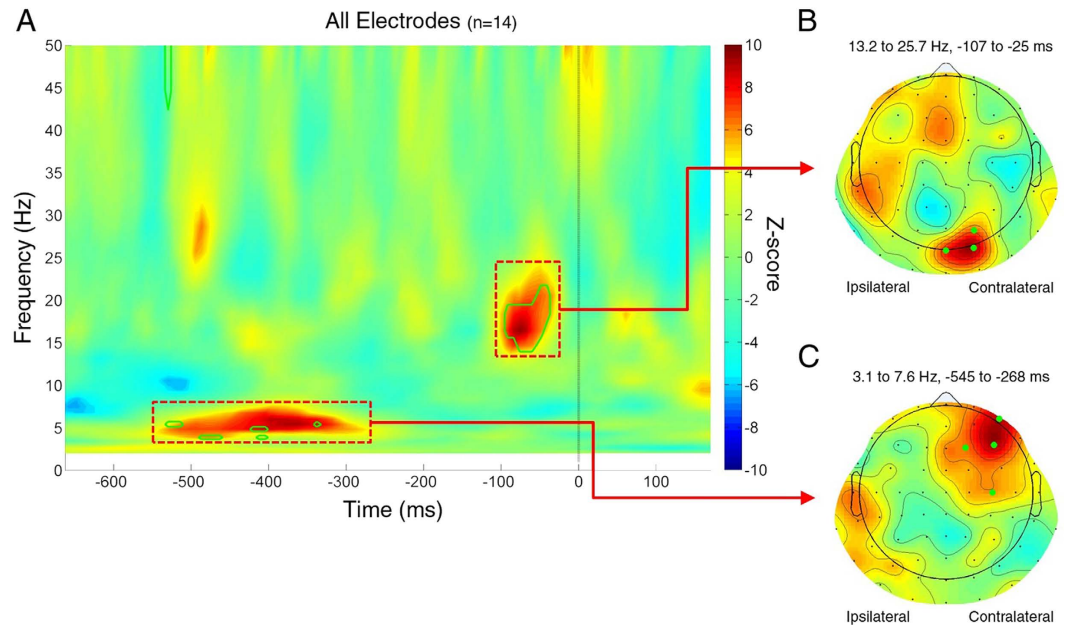 A
All Electrodes (n=14)
50
45
40
35
30
25
20
15
10
5
0
Frequency (Hz)
-600
-500
-400
-300
-200
-100
0
100
Time (ms)
10
8
6
4
2
0
-2
-4
-6
-8
-10
Z-score
B
13.2 to 25.7 Hz, -107 to -25 ms
Ipsilateral
Contralateral
C
3.1 to 7.6 Hz, -545 to -268 ms
Ipsilateral
Contralateral